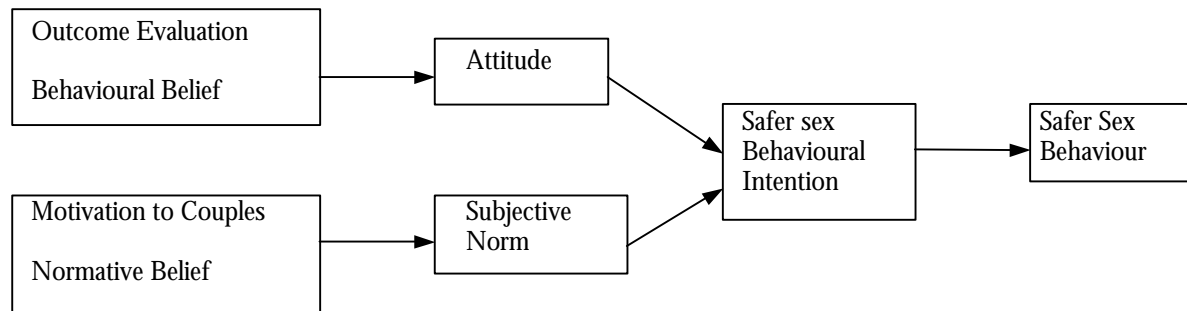 Outcome Evaluation
Behavioural Belief
Attitude
Safer sex
Behavioural
Intention
Safer Sex
Behaviour
Motivation to Couples
Normative Belief
Subjective
Norm